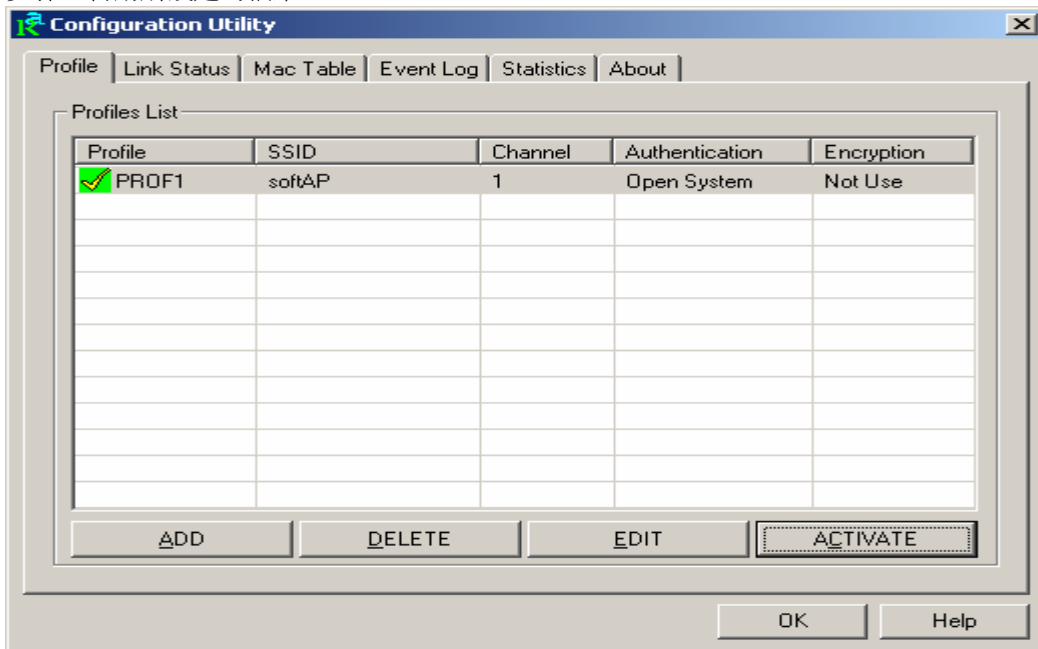 Configuration Utility
Profile Link Status Mac Table Event Log Statistics About
Profiles List
Profile SSID Channel Authentication Encryption
PROF1 softAP 1 Open System Not Use
ADD DELETE EDIT ACTIVATE
OK Help